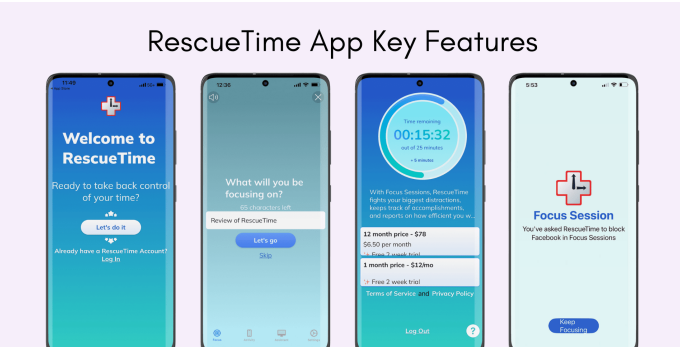 RescueTime App Key Features
11:49
Welcome to
RescueTime
Ready to take back control
of your time?
Let's do it
Already have a RescueTime Account?
Log In
12:36
What will you be
focusing on?
65 characters left
Review of RescueTime
Let's go
Skip
Time remaining
00:15:32
out of 25 minutes
+ 5 minutes
With Focus Sessions, RescueTime
fights your biggest distractions.
keeps track of accomplishments,
and reports on how efficient you w...
12 month price - $78
$6.50 per month
Free 2 week trial
1 month price - $12/mo
Free 2 week trial
Terms of Service and Privacy Policy
Log Out
?
5:53
Focus Session
You've asked RescueTime to block
Facebook in Focus Sessions
Keep
Focusing